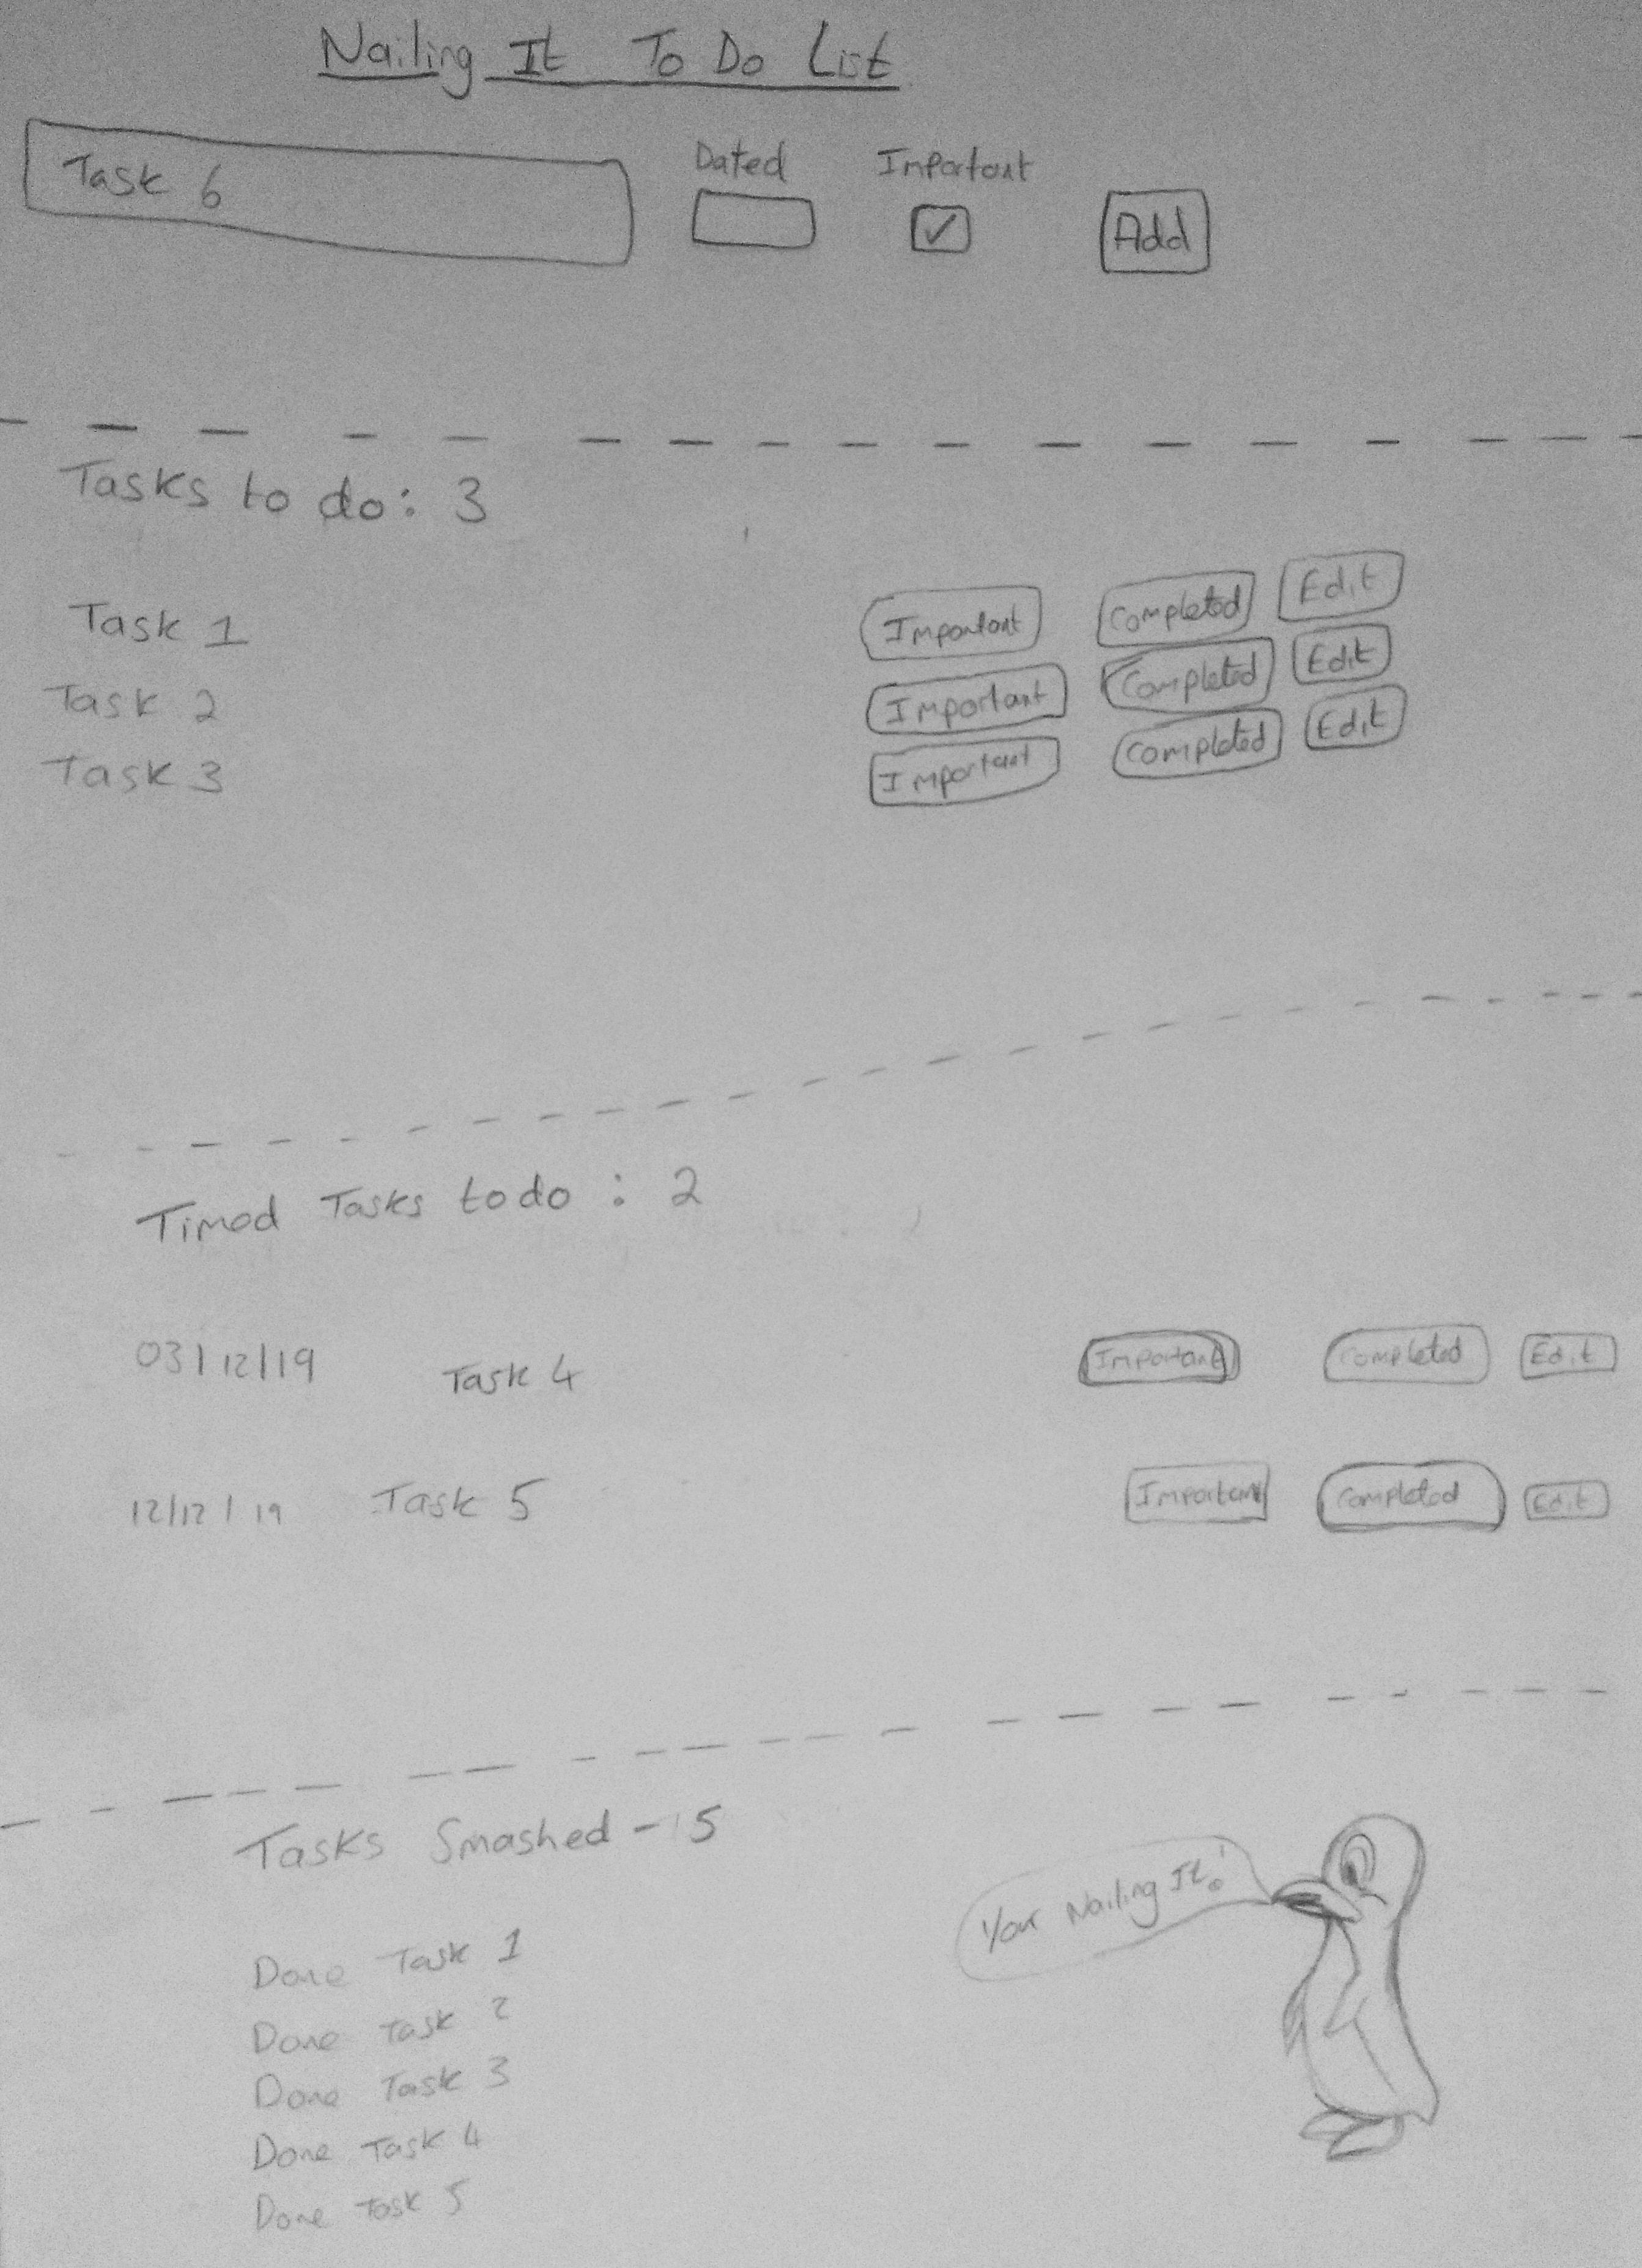 Nailing It To Do List
Dated Important
Task 6 Add
Tasks to do: 3
Task 1 Important Completed Edit
Task 2 Important Completed Edit
Task 3 Important Completed Edit
Timed Tasks to do : 2
03/12/19 Task 4 Important Completed Edit
12/12/19 Task 5 Important Completed Edit
Tasks Smashed - 5
Your Nailing It!
Done Task 1
Done Task 2
Done Task 3
Done Task 4
Done Task 5